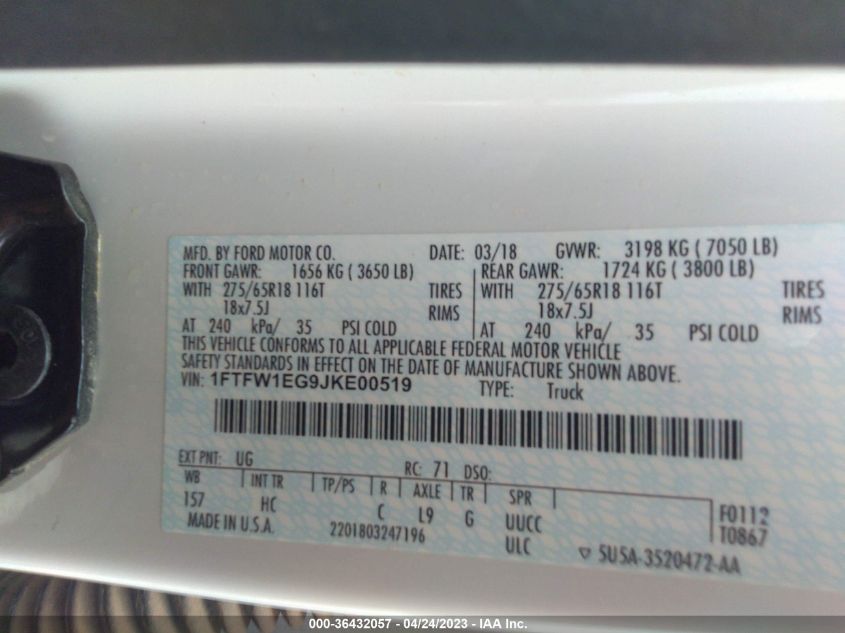 MFD. BY FORD MOTOR CO. DATE: 03/18 GVWR: 3198 KG ( 7050 LB)
FRONT GAWR: 1656 KG ( 3650 LB) REAR GAWR: 1724 KG ( 3800 LB)
WITH 275/65R18 116T TIRES WITH 275/65R18 116T TIRES
18x7.5J RIMS 18x7.5J RIMS
AT 240 kPa/ 35 PSI COLD AT 240 kPa/ 35 PSI COLD
THIS VEHICLE CONFORMS TO ALL APPLICABLE FEDERAL MOTOR VEHICLE
SAFETY STANDARDS IN EFFECT ON THE DATE OF MANUFACTURE SHOWN ABOVE.
VIN: 1FTFW1EG9JKE00519 TYPE: Truck
EXT PNT: UG RC: 71 DSO:
WB INT TR TP/PS R AXLE TR SPR
157 HC C L9 G UUCC F0112
MADE IN U.S.A. 2201803247196 ULC T0867
5U5A-3520472-AA
000-36432057 - 04/24/2023 - IAA Inc.